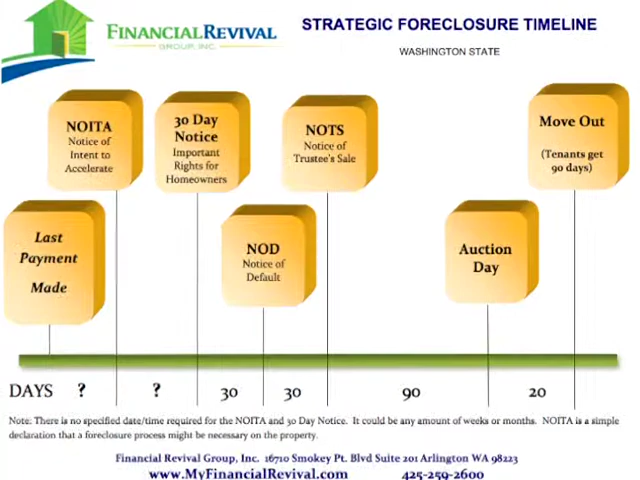 FINANCIALREVIVAL
GROUP, INC.
STRATEGIC FORECLOSURE TIMELINE
WASHINGTON STATE
NOITA
Notice of
Intent to
Accelerate
30 Day
Notice
Important
Rights for
Homeowners
NOTS
Notice of
Trustee's Sale
Move Out
(Tenants get
90 days)
Last
Payment
Made
NOD
Notice of
Default
Auction
Day
DAYS ? ? 30 30 90 20
Note: There is no specified date/time required for the NOITA and 30 Day Notice. It could be any amount of weeks or months. NOITA is a simple
declaration that a foreclosure process might be necessary on the property.
Financial Revival Group, Inc. 16710 Smokey Pt. Blvd Suite 201 Arlington WA 98223
www.MyFinancialRevival.com 425-259-2600